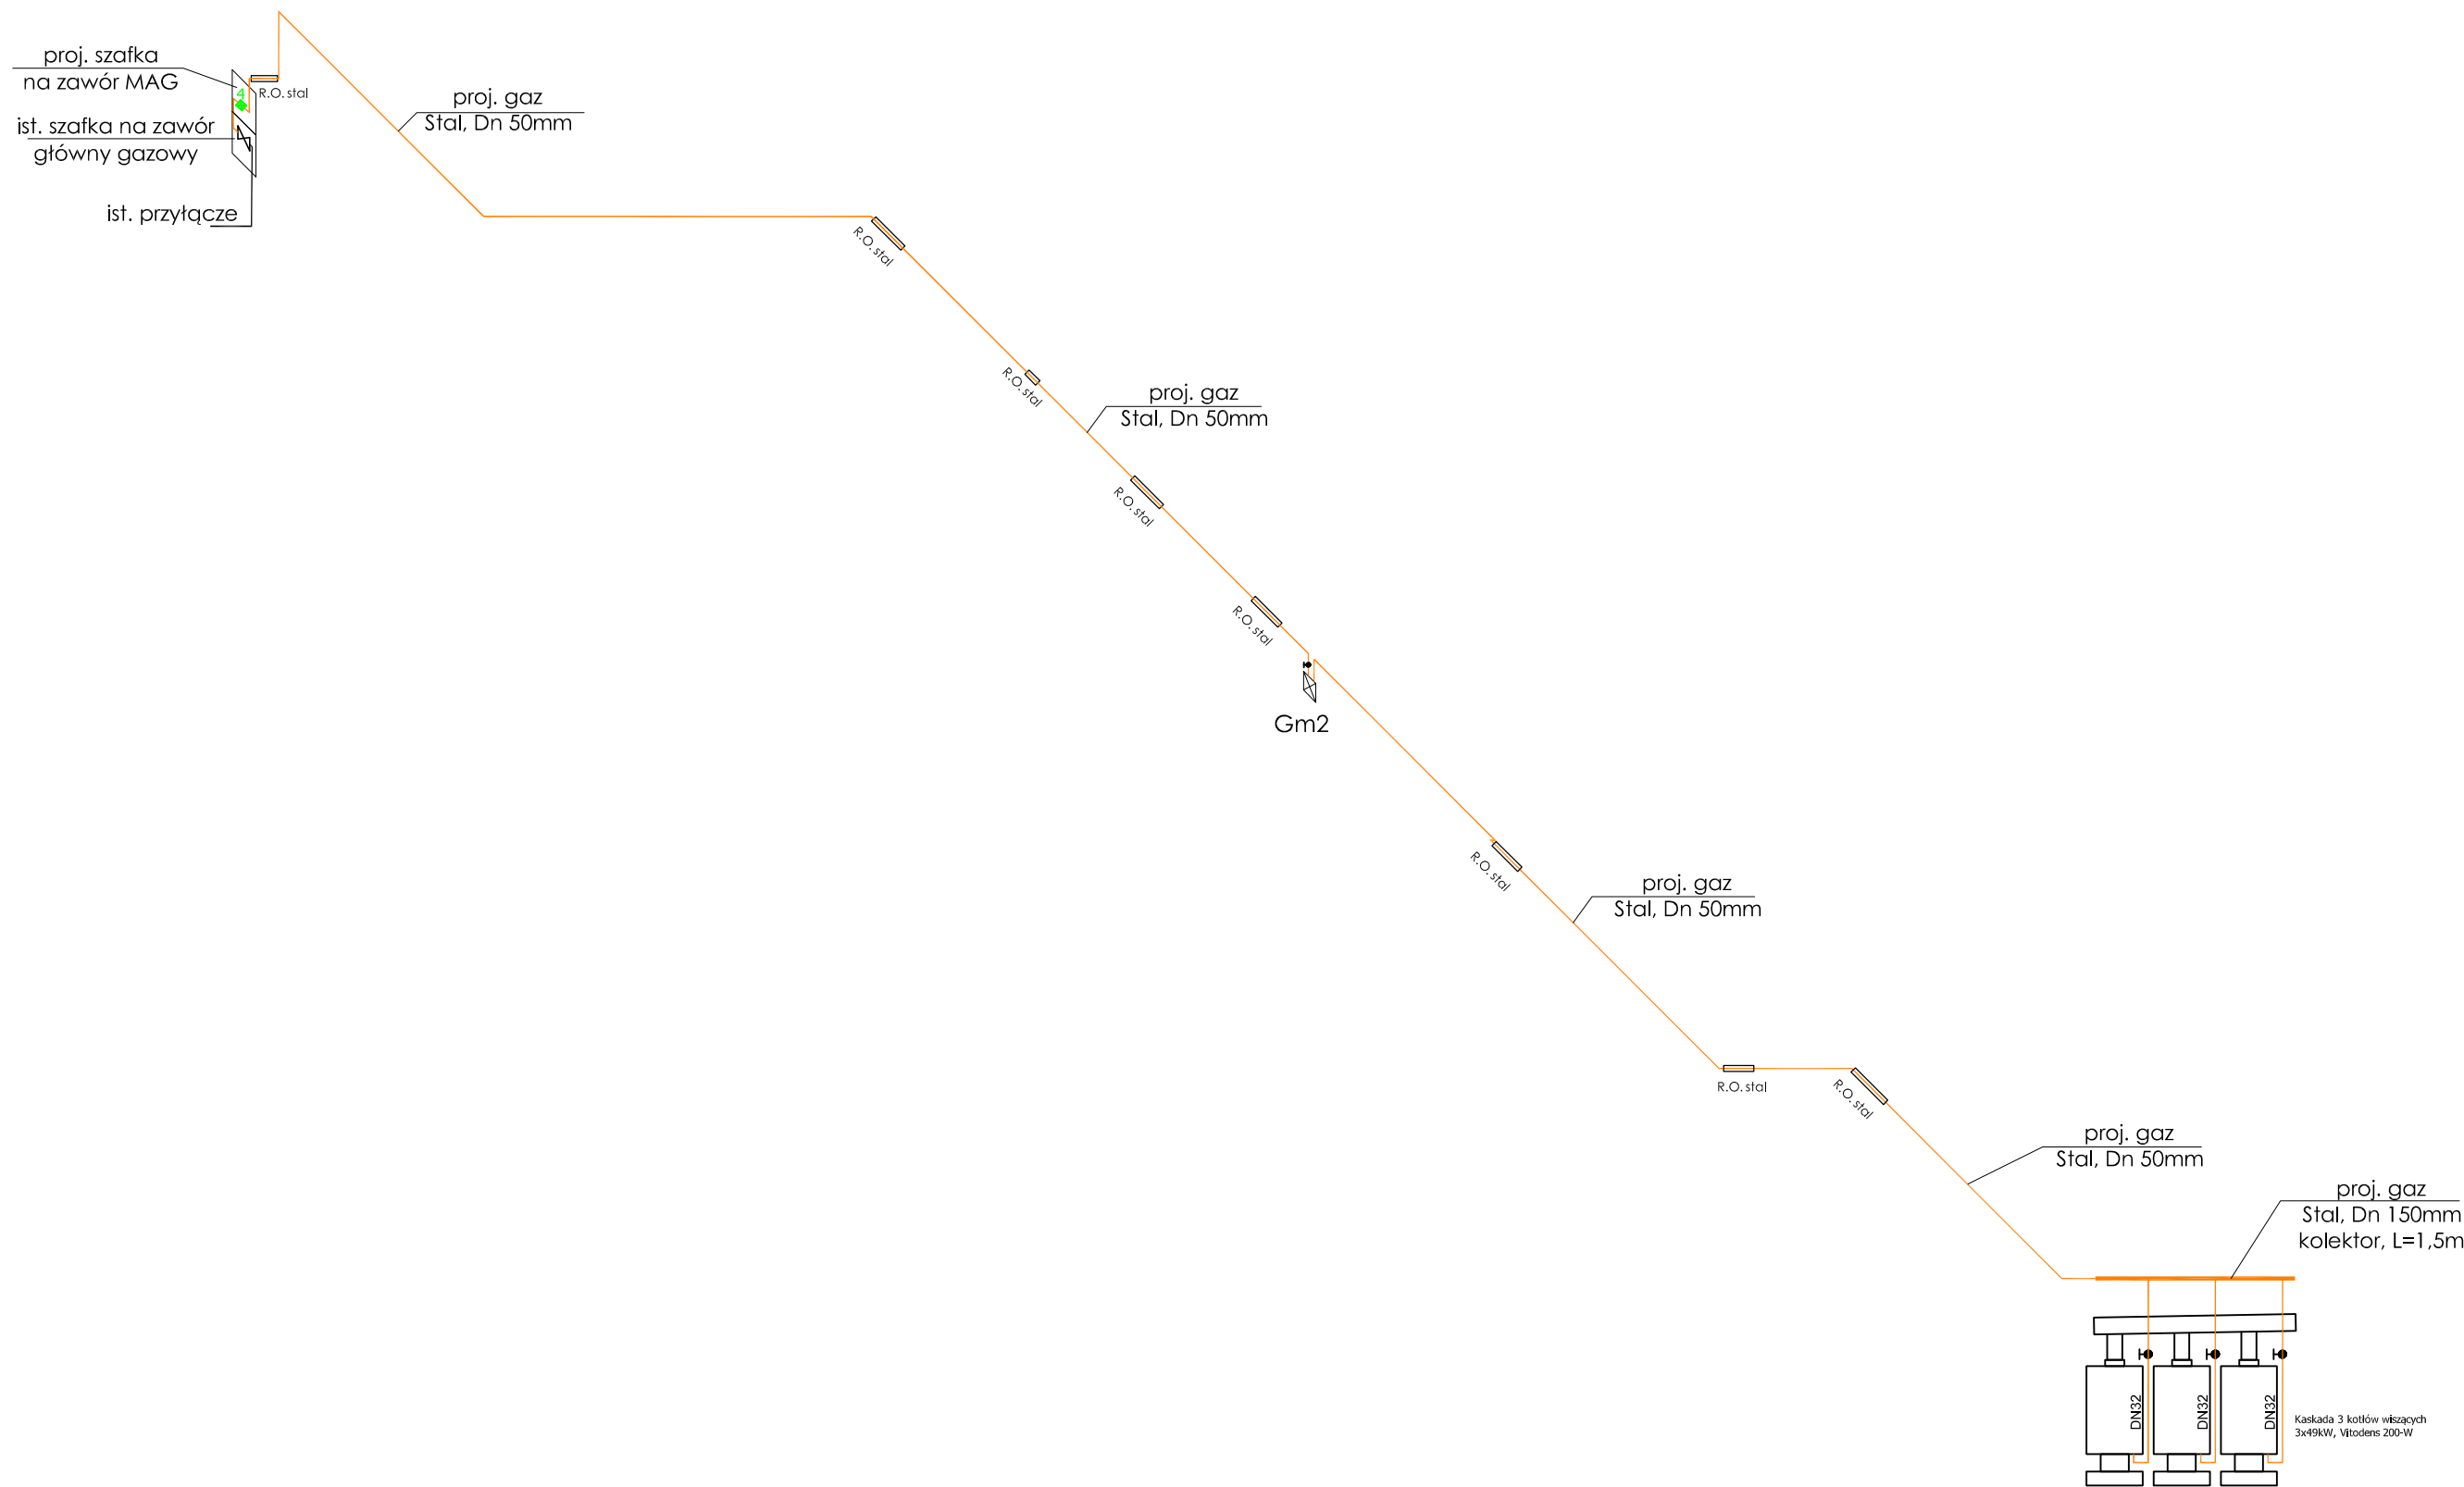 proj. szafka
na zawór MAG
4
R.O. stal
ist. szafka na zawór
główny gazowy
ist. przyłącze
proj. gaz
Stal, Dn 50mm
R.O. stal
R.O. stal
proj. gaz
Stal, Dn 50mm
R.O. stal
R.O. stal
Gm2
R.O. stal
proj. gaz
Stal, Dn 50mm
R.O. stal
R.O. stal
proj. gaz
Stal, Dn 50mm
proj. gaz
Stal, Dn 150mm
kolektor, L=1,5m
DN32
DN32
DN32
Kaskada 3 kotłów wiszących
3x49kW, Vitodens 200-W